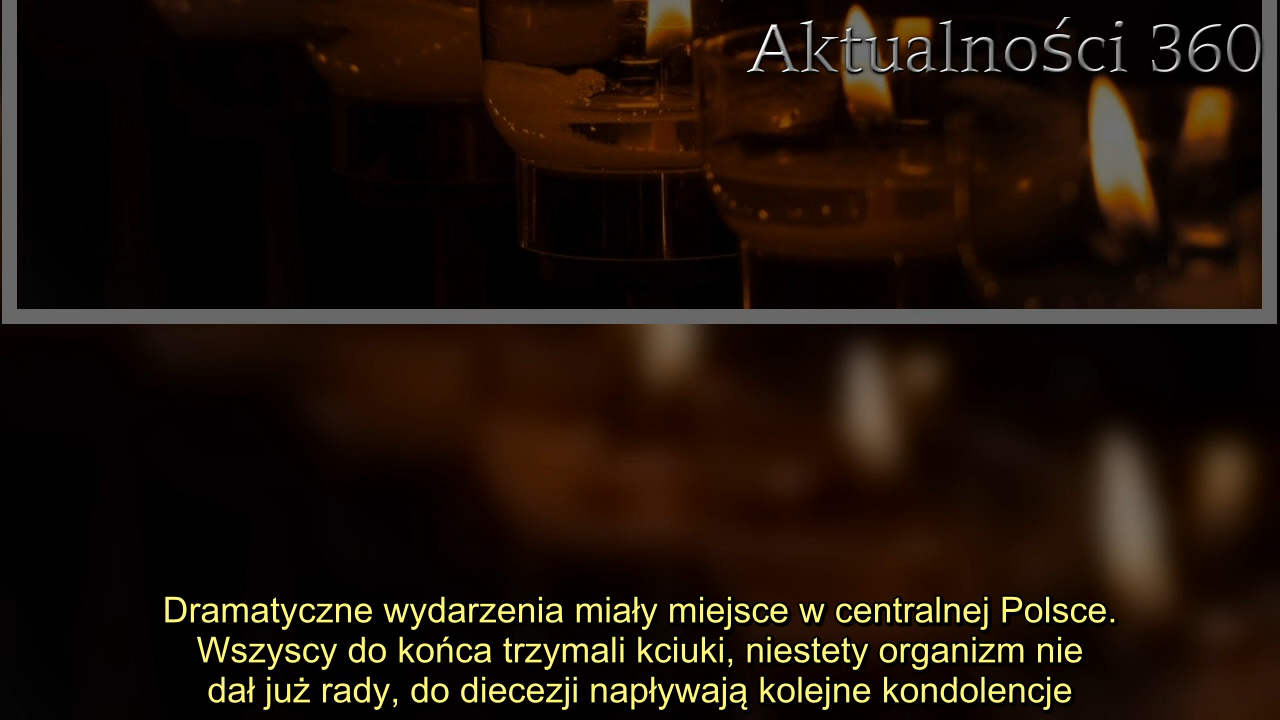 Aktualności 360
Dramatyczne wydarzenia miały miejsce w centralnej Polsce.
Wszyscy do końca trzymali kciuki, niestety organizm nie
dał już rady, do diecezji napływają kolejne kondolencje